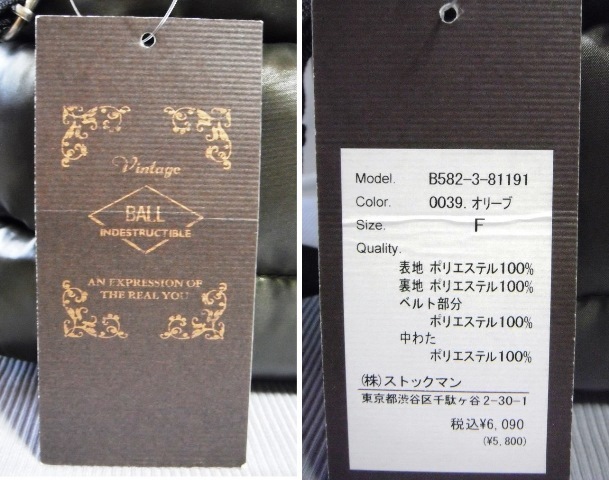 Vintage
BALL
INDESTRUCTIBLE
AN EXPRESSION OF
THE REAL YOU
Model. B582-3-81191
Color. 0039. オリーブ
Size. F
Quality.
表地 ポリエステル100%
裏地 ポリエステル100%
ベルト部分
ポリエステル100%
中わた
ポリエステル100%
(株)ストックマン
東京都渋谷区千駄ヶ谷2-30-1
税込¥6,090
(¥5,800)